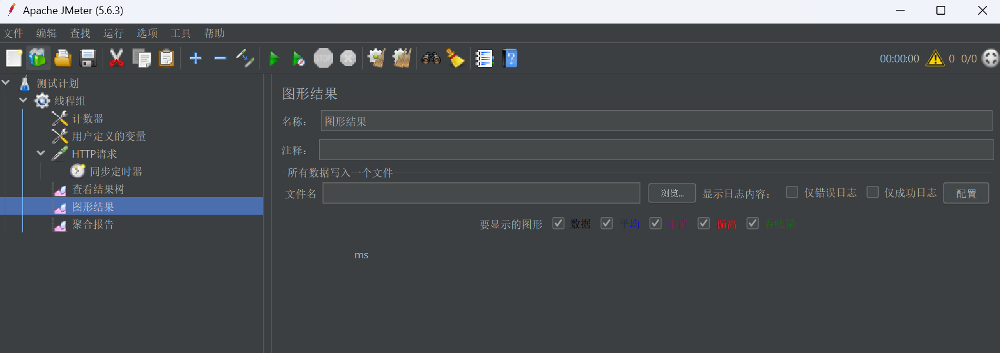 Apache JMeter (5.6.3)
文件 编辑 查找 运行 选项 工具 帮助
STOP
00:00:00 0 0/0
测试计划
线程组
计数器
用户定义的变量
HTTP请求
同步定时器
查看结果树
图形结果
聚合报告
图形结果
名称： 图形结果
注释：
所有数据写入一个文件
文件名 浏览... 显示日志内容： 仅错误日志 仅成功日志 配置
要显示的图形 数据 平均 中值 偏离 吞吐量
ms